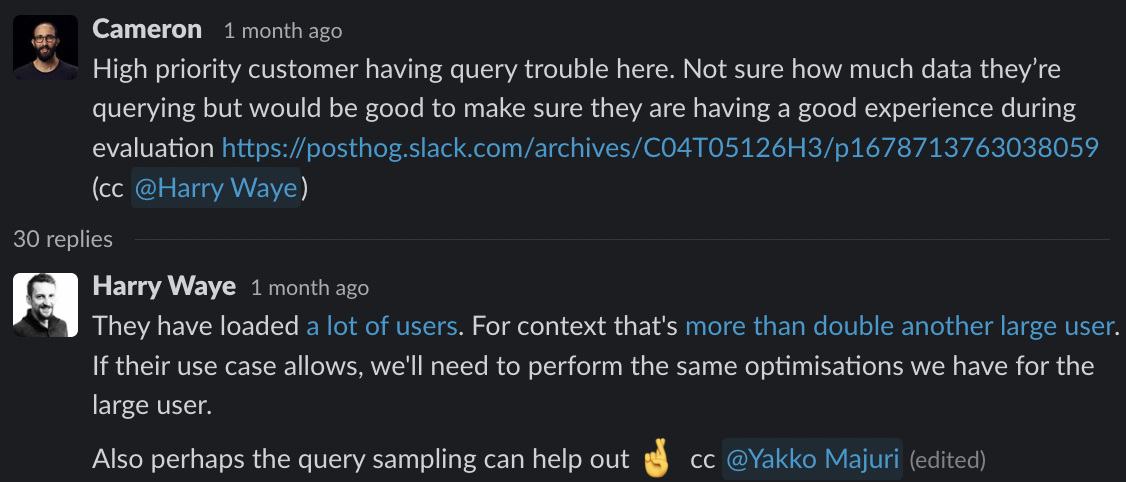 Cameron 1 month ago
High priority customer having query trouble here. Not sure how much data they’re
querying but would be good to make sure they are having a good experience during
evaluation https://posthog.slack.com/archives/C04T05126H3/p1678713763038059
(cc @Harry Waye)
30 replies
Harry Waye 1 month ago
They have loaded a lot of users. For context that's more than double another large user.
If their use case allows, we'll need to perform the same optimisations we have for the
large user.
Also perhaps the query sampling can help out 🤞 cc @Yakko Majuri (edited)